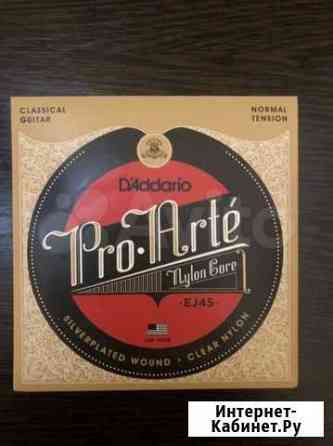 CLASSICAL
GUITAR
NORMAL
TENSION
D'Addario
Pro·Arté
Nylon Core
·EJ45·
SILVERPLATED WOUND · CLEAR NYLON
Интернет-
Кабинет.Ру